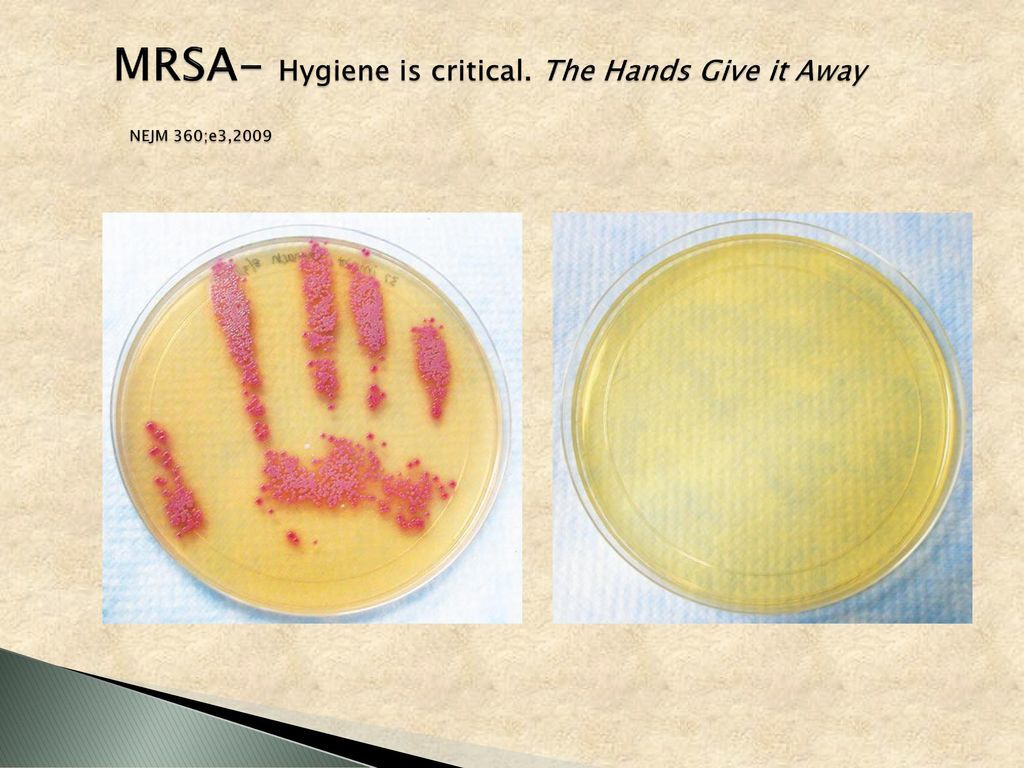 MRSA- Hygiene is critical. The Hands Give it Away
NEJM 360;e3,2009